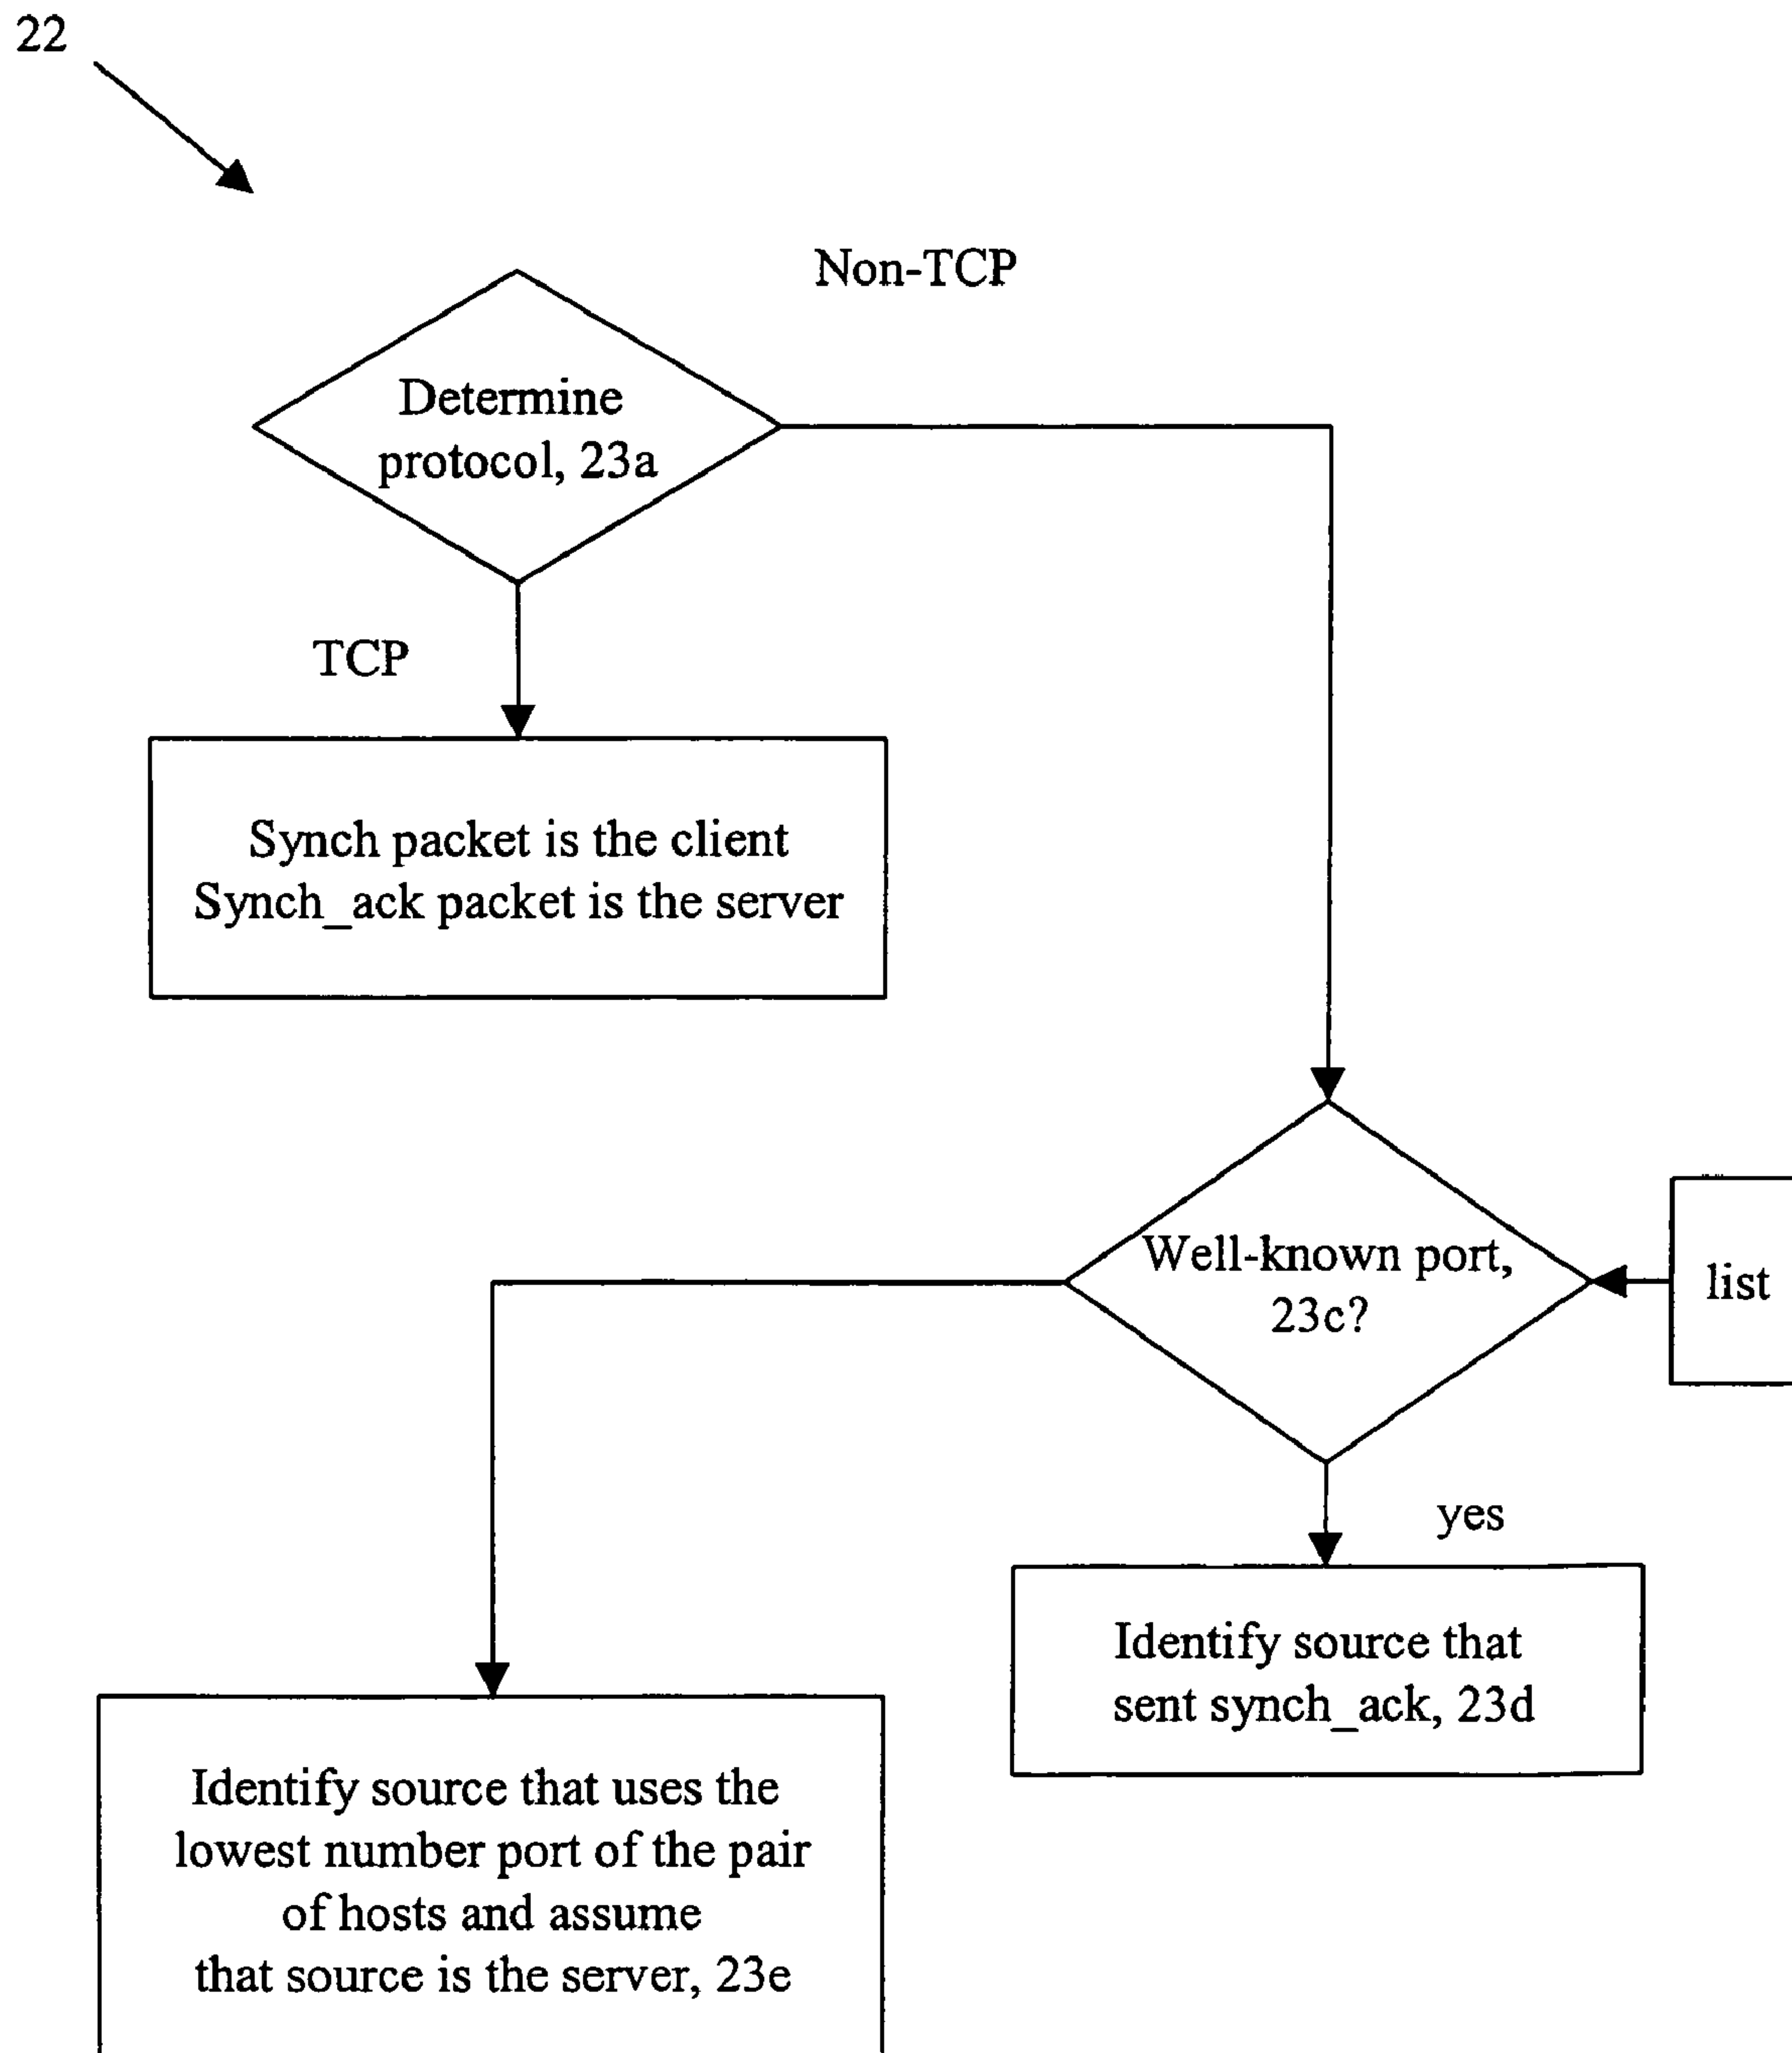 22
Non-TCP
Determine
protocol, 23a
TCP
Synch packet is the client
Synch_ack packet is the server
Well-known port,
23c?
list
yes
Identify source that
sent synch_ack, 23d
Identify source that uses the
lowest number port of the pair
of hosts and assume
that source is the server, 23e